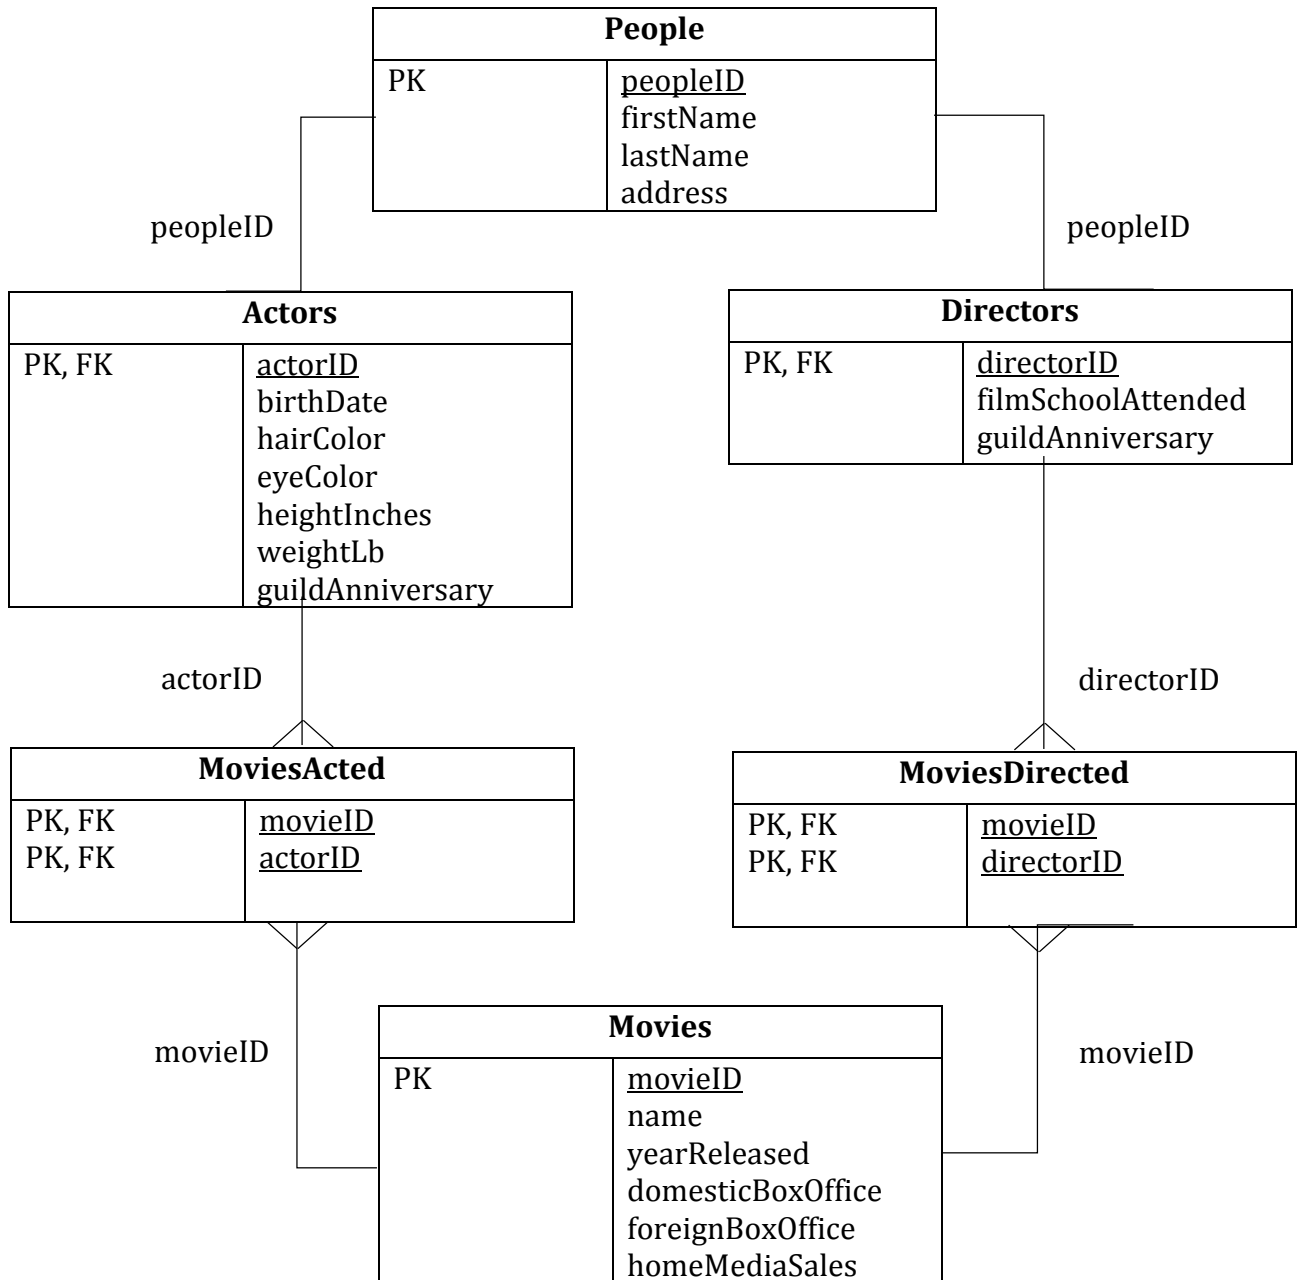 People
PK peopleID
firstName
lastName
address
peopleID
peopleID
Actors
PK, FK actorID
birthDate
hairColor
eyeColor
heightInches
weightLb
guildAnniversary
Directors
PK, FK directorID
filmSchoolAttended
guildAnniversary
actorID
directorID
MoviesActed
PK, FK movieID
PK, FK actorID
MoviesDirected
PK, FK movieID
PK, FK directorID
movieID
movieID
Movies
PK movieID
name
yearReleased
domesticBoxOffice
foreignBoxOffice
homeMediaSales